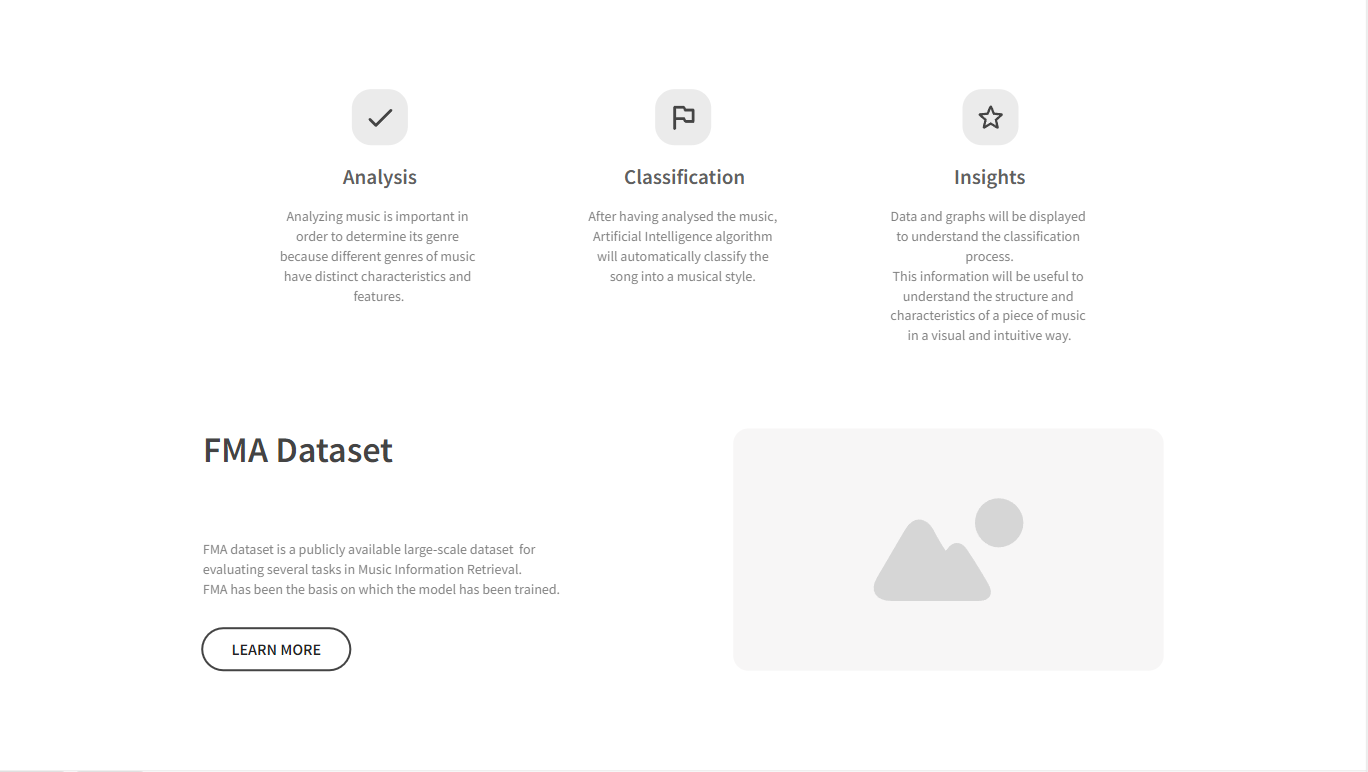 Analysis
Analyzing music is important in
order to determine its genre
because different genres of music
have distinct characteristics and
features.
Classification
After having analysed the music,
Artificial Intelligence algorithm
will automatically classify the
song into a musical style.
Insights
Data and graphs will be displayed
to understand the classification
process.
This information will be useful to
understand the structure and
characteristics of a piece of music
in a visual and intuitive way.
FMA Dataset
FMA dataset is a publicly available large-scale dataset  for
evaluating several tasks in Music Information Retrieval.
FMA has been the basis on which the model has been trained.
LEARN MORE